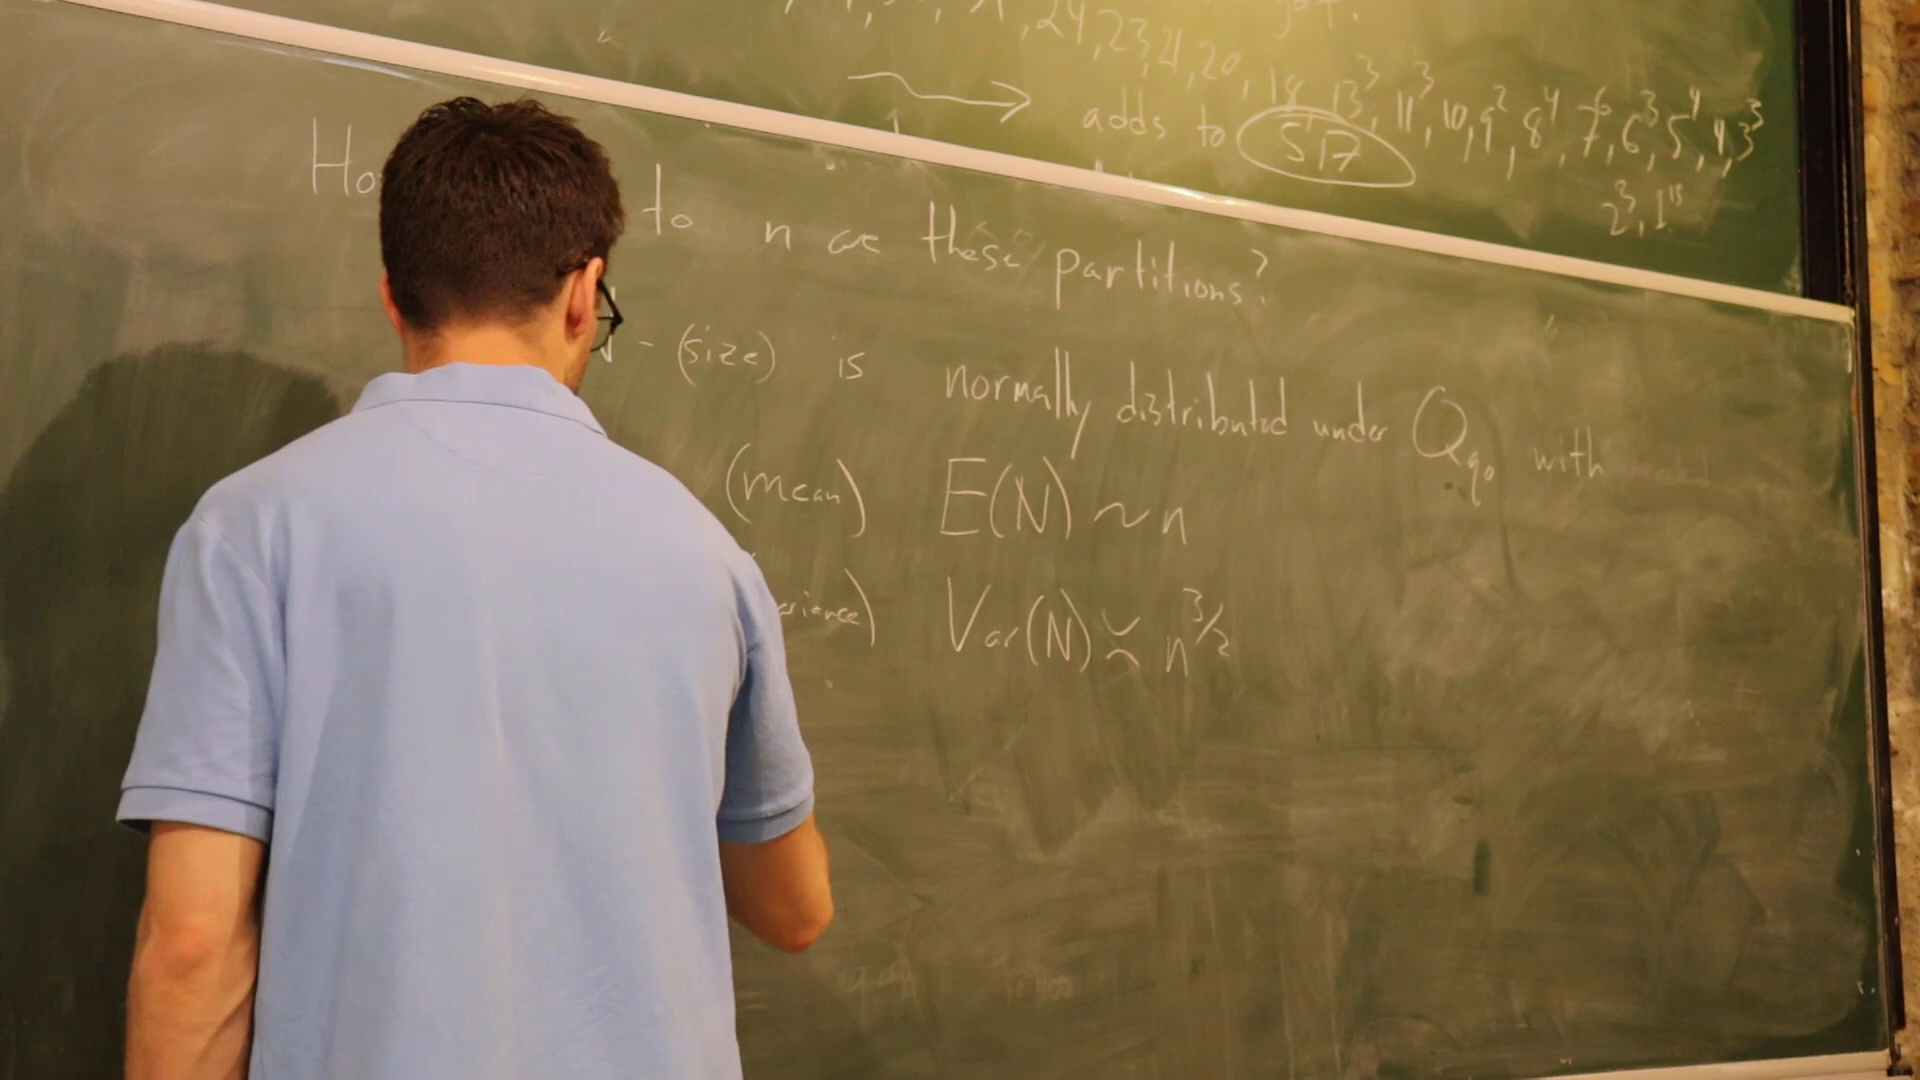 , 24, 23, 21, 20, 18, 13³, 11³, 10, 9², 8⁴, 7⁶, 6³, 5⁴, 4, 3³,
2³, 1¹⁵
adds to 517
Ho to n are these partitions?
- (size) is normally distributed under Q_q₀ with
(mean) E(N) ~ n
ariance) Var(N) ≍ n^3/2